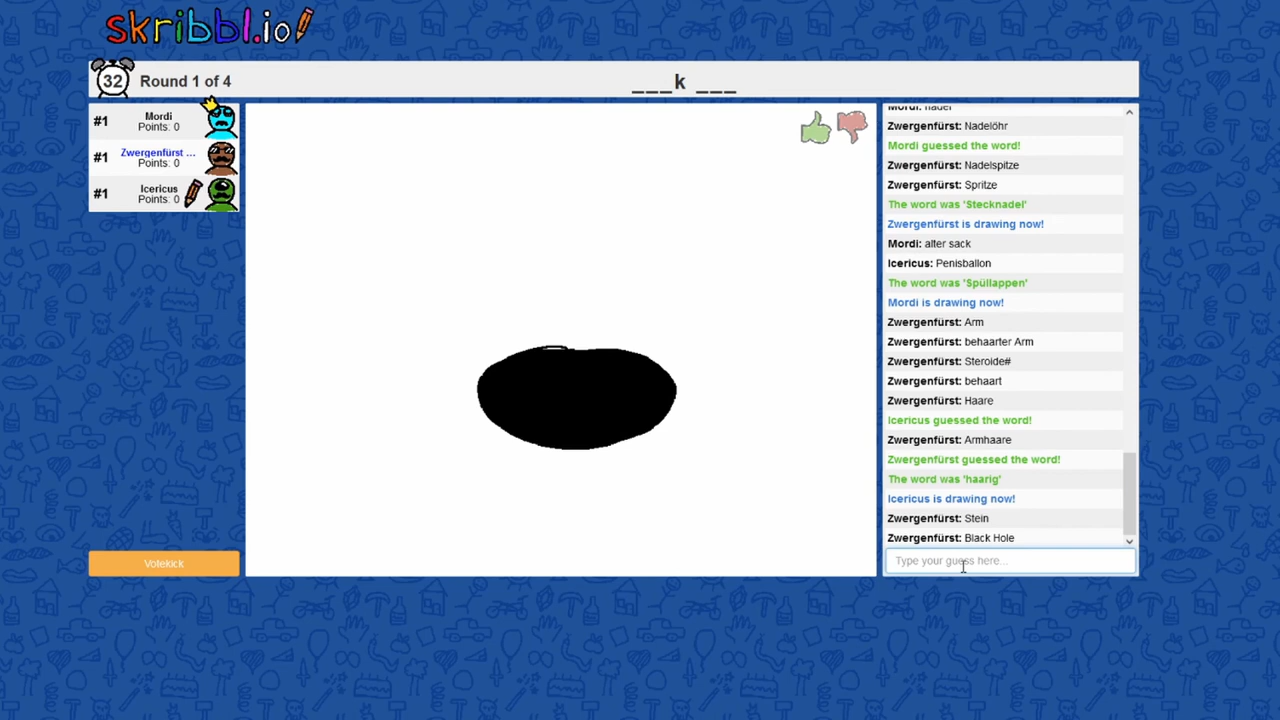 skribbl.io
32
Round 1 of 4
___k ___
#1
Mordi
Points: 0
#1
Zwergenfürst ...
Points: 0
#1
Icericus
Points: 0
Votekick
Mordi: nadel
Zwergenfürst: Nadelöhr
Mordi guessed the word!
Zwergenfürst: Nadelspitze
Zwergenfürst: Spritze
The word was 'Stecknadel'
Zwergenfürst is drawing now!
Mordi: alter sack
Icericus: Penisballon
The word was 'Spüllappen'
Mordi is drawing now!
Zwergenfürst: Arm
Zwergenfürst: behaarter Arm
Zwergenfürst: Steroide#
Zwergenfürst: behaart
Zwergenfürst: Haare
Icericus guessed the word!
Zwergenfürst: Armhaare
Zwergenfürst guessed the word!
The word was 'haarig'
Icericus is drawing now!
Zwergenfürst: Stein
Zwergenfürst: Black Hole
Type your guess here...